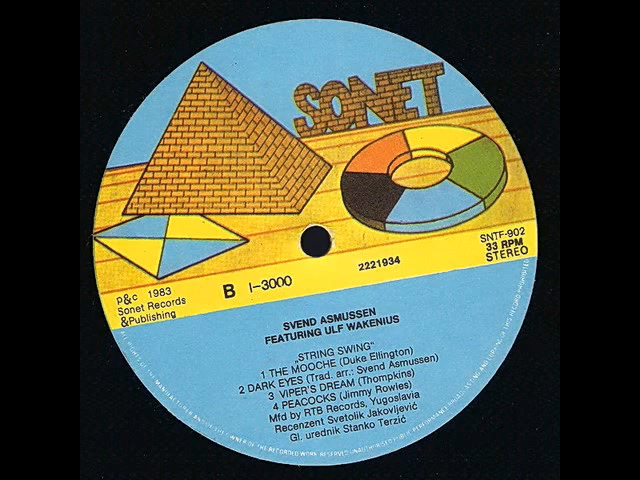 SONET
SNTF-902
33 RPM
STEREO
2221934
p&c 1983
Sonet Records
&Publishing
B I-3000
SVEND ASMUSSEN
FEATURING ULF WAKENIUS
„STRING SWING"
1 THE MOOCHE (Duke Ellington)
2 DARK EYES (Trad. arr.: Svend Asmussen)
3 VIPER'S DREAM (Thompkins)
4 PEACOCKS (Jimmy Rowles)
Mfd by RTB Records, Yugoslavia
Recenzent Svetolik Jakovljević
Gl. urednik Stanko Terzić